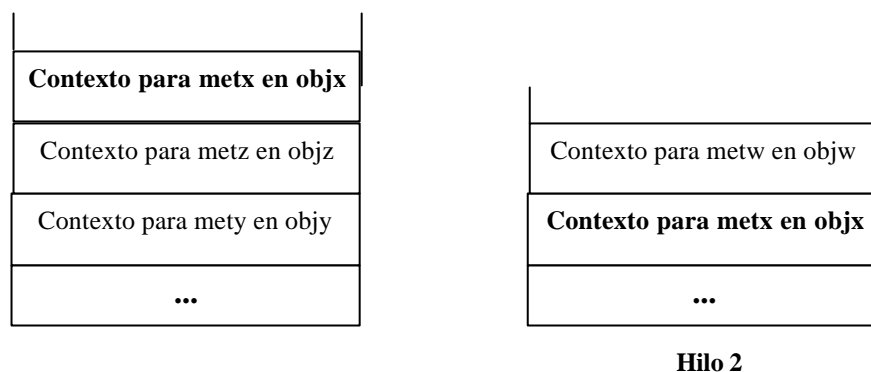 Contexto para metx en objx
Contexto para metz en objz
Contexto para mety en objy
...
Contexto para metw en objw
Contexto para metx en objx
...
Hilo 2